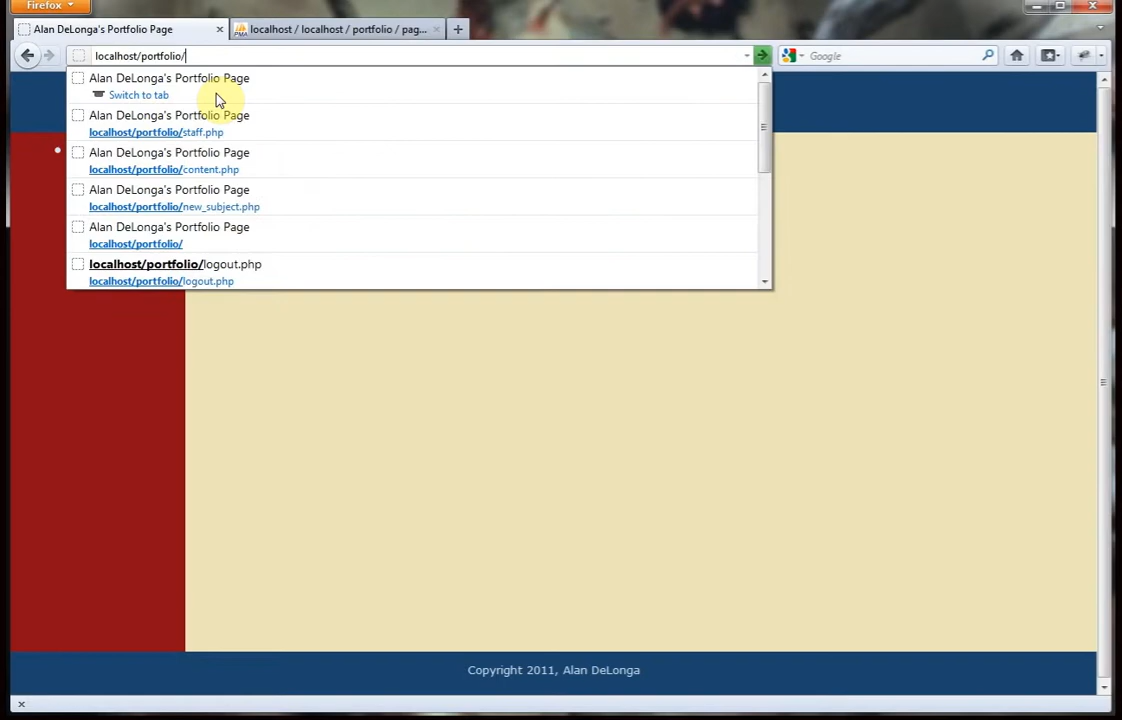 Firefox
Alan DeLonga's Portfolio Page
localhost / localhost / portfolio / pag...
localhost/portfolio/
Google
Alan DeLonga's Portfolio Page
Switch to tab
Alan DeLonga's Portfolio Page
localhost/portfolio/staff.php
Alan DeLonga's Portfolio Page
localhost/portfolio/content.php
Alan DeLonga's Portfolio Page
localhost/portfolio/new_subject.php
Alan DeLonga's Portfolio Page
localhost/portfolio/
localhost/portfolio/logout.php
localhost/portfolio/logout.php
Copyright 2011, Alan DeLonga